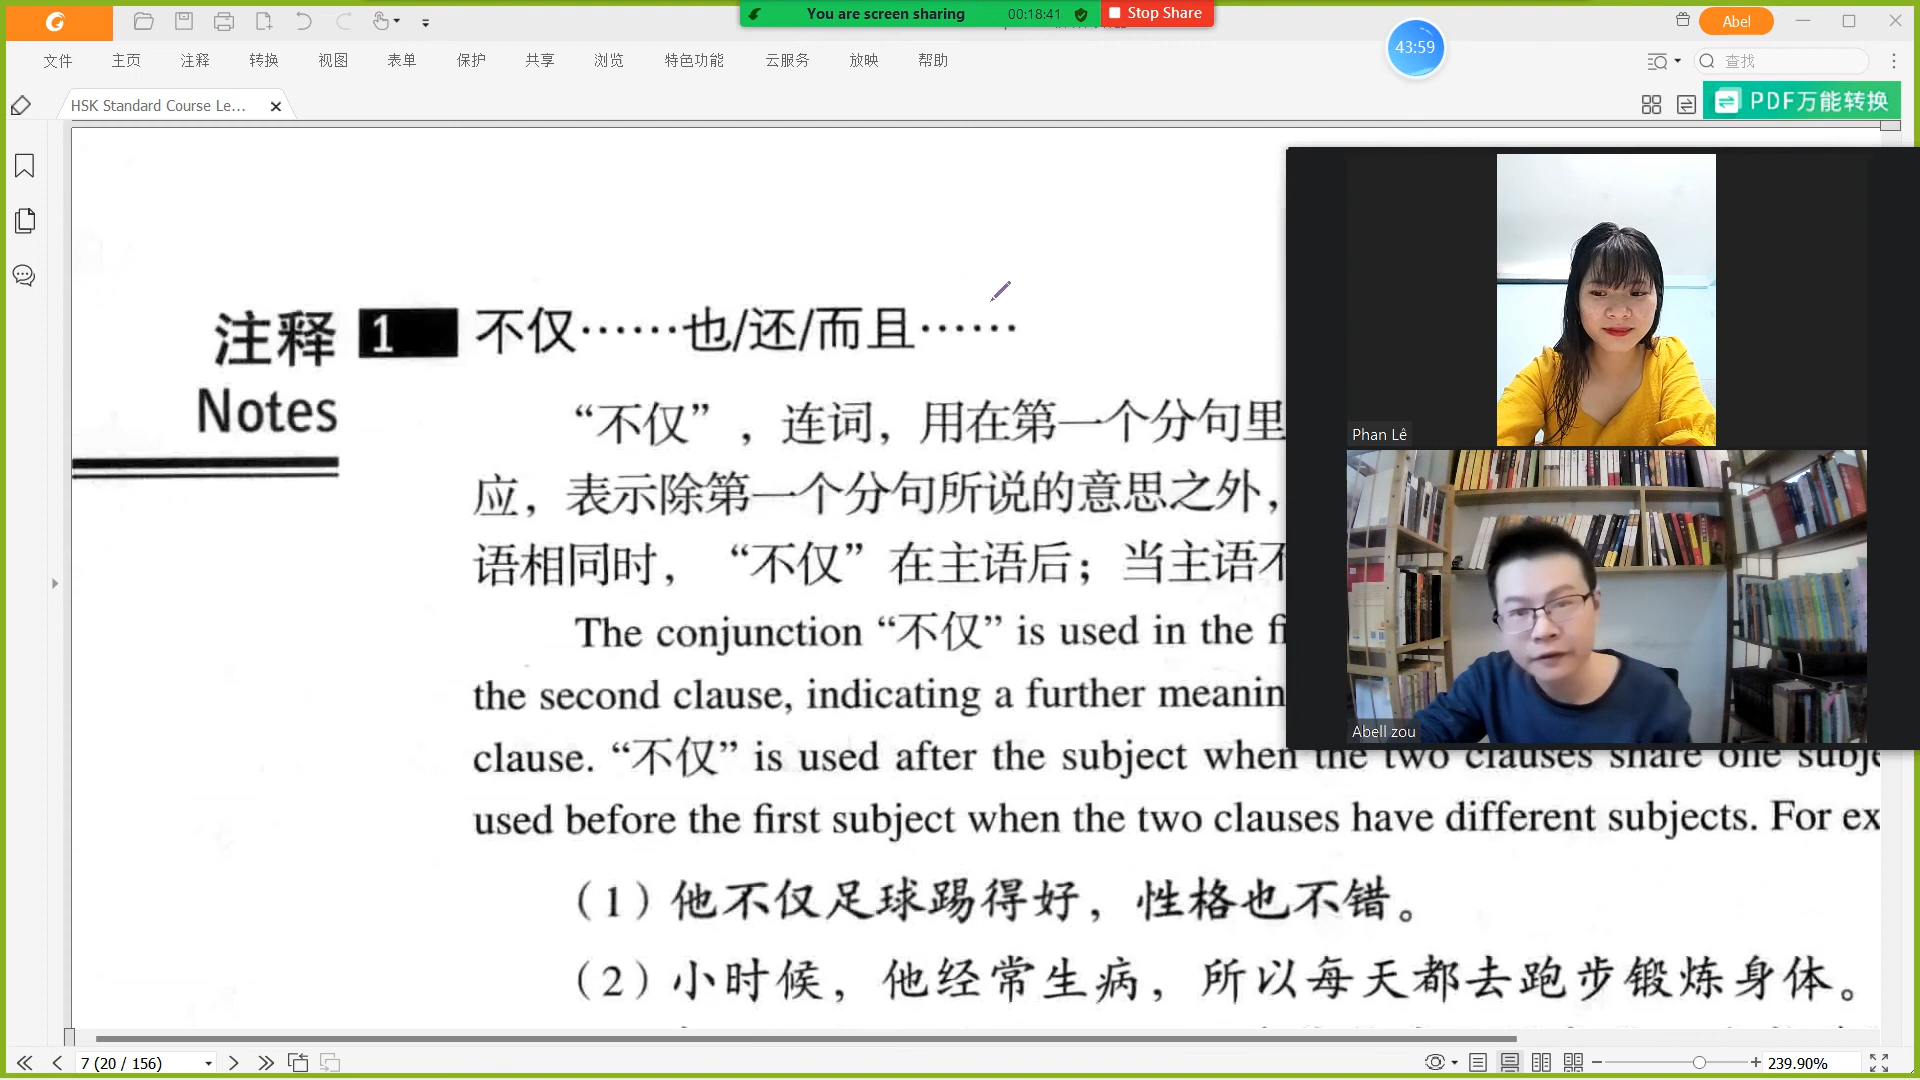 You are screen sharing
00:18:41
Stop Share
43:59
Abel
文件
主页
注释
转换
视图
表单
保护
共享
浏览
特色功能
云服务
放映
帮助
查找
HSK Standard Course Le...
PDF万能转换
注释 1 不仅……也/还/而且……
Notes
“不仅”，连词，用在第一个分句里
应，表示除第一个分句所说的意思之外，
语相同时，“不仅”在主语后；当主语不
The conjunction “不仅” is used in the fi
the second clause, indicating a further meanin
clause. “不仅” is used after the subject when the two clauses share one subje
used before the first subject when the two clauses have different subjects. For ex
（1）他不仅足球踢得好，性格也不错。
（2）小时候，他经常生病，所以每天都去跑步锻炼身体。
Phan Lê
Abell zou
7 (20 / 156)
239.90%